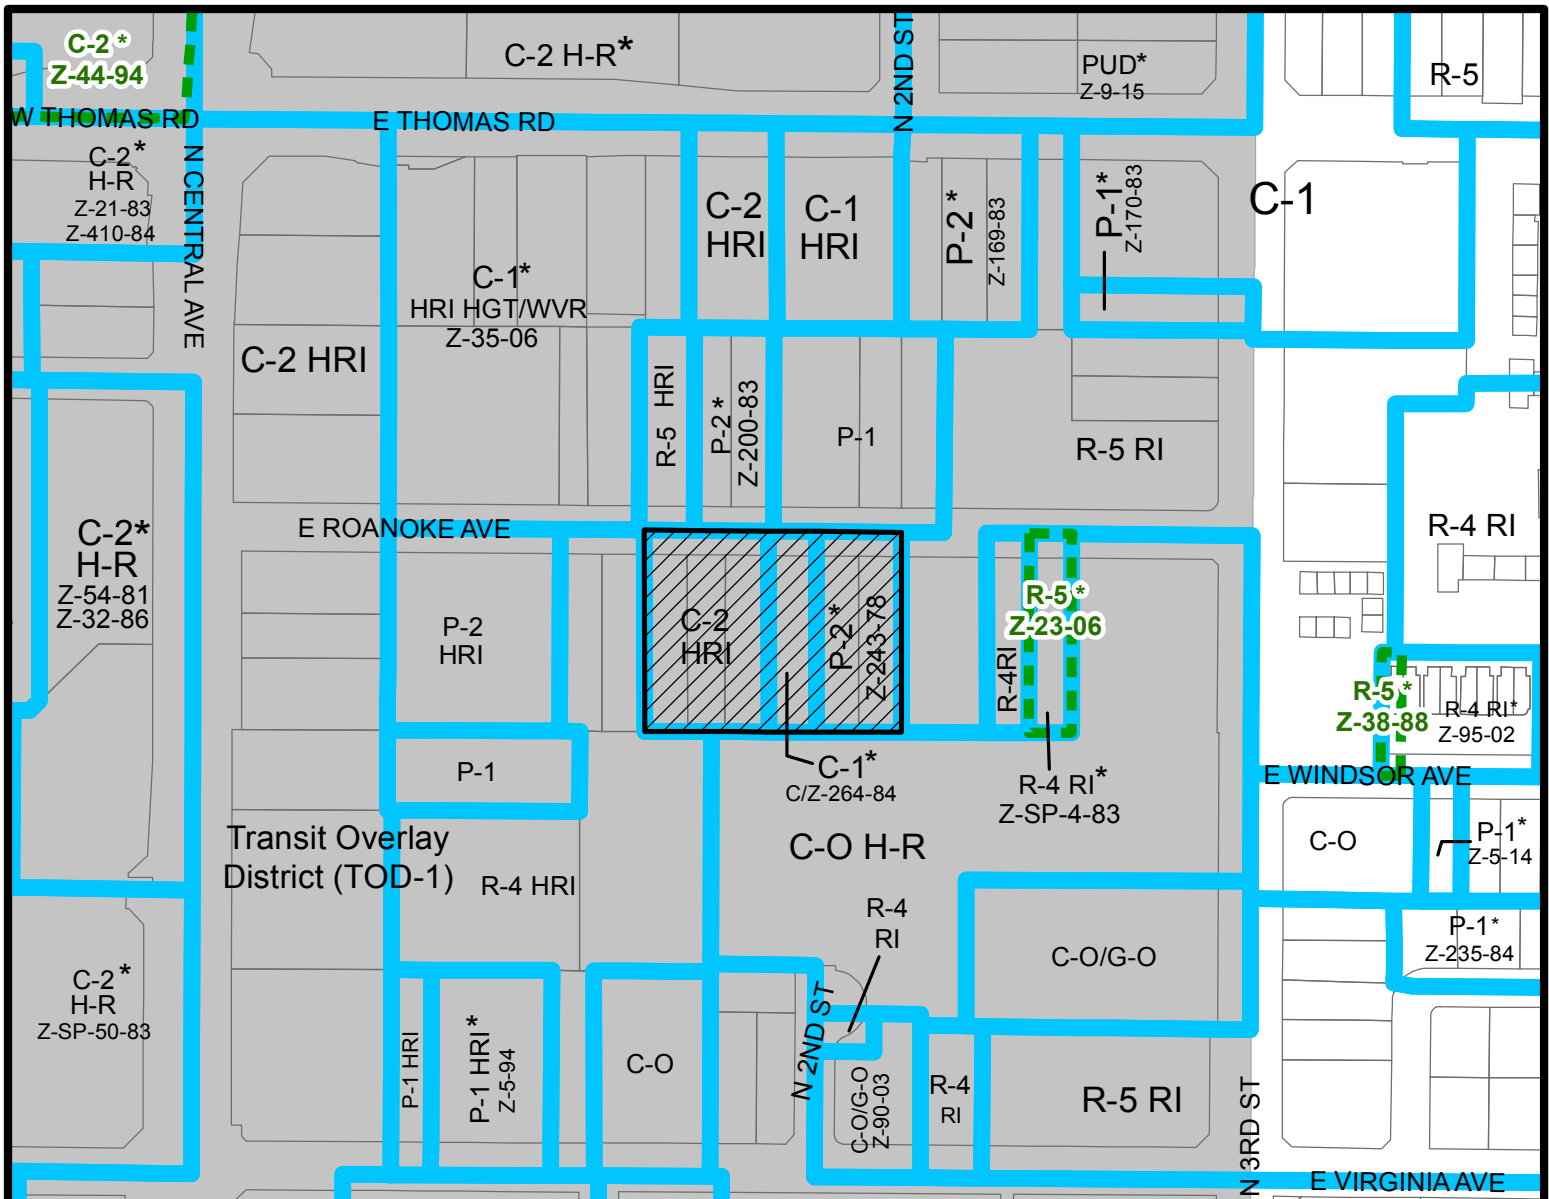 C-2 *
Z-44-94
C-2 H-R*
N 2ND ST
PUD*
Z-9-15
R-5
W THOMAS RD
E THOMAS RD
C-2*
H-R
Z-21-83
Z-410-84
N CENTRAL AVE
C-2
HRI
C-1
HRI
P-2 *
Z-169-83
P-1*
Z-170-83
C-1
C-1*
HRI HGT/WVR
Z-35-06
C-2 HRI
R-5 HRI
P-2 *
Z-200-83
P-1
R-5 RI
E ROANOKE AVE
C-2*
H-R
Z-54-81
Z-32-86
R-4 RI
P-2
HRI
C-2
HRI
P-2*
Z-243-78
R-4RI
R-5 *
Z-23-06
R-5 *
Z-38-88
R-4 RI*
Z-95-02
P-1
C-1*
C/Z-264-84
R-4 RI*
Z-SP-4-83
E WINDSOR AVE
Transit Overlay
District (TOD-1)
C-O H-R
C-O
P-1*
Z-5-14
R-4 HRI
R-4
RI
P-1*
Z-235-84
C-O/G-O
C-2*
H-R
Z-SP-50-83
P-1 HRI
P-1 HRI*
Z-5-94
C-O
N 2ND ST
C-O/G-O
Z-90-03
R-4
RI
R-5 RI
N 3RD ST
E VIRGINIA AVE